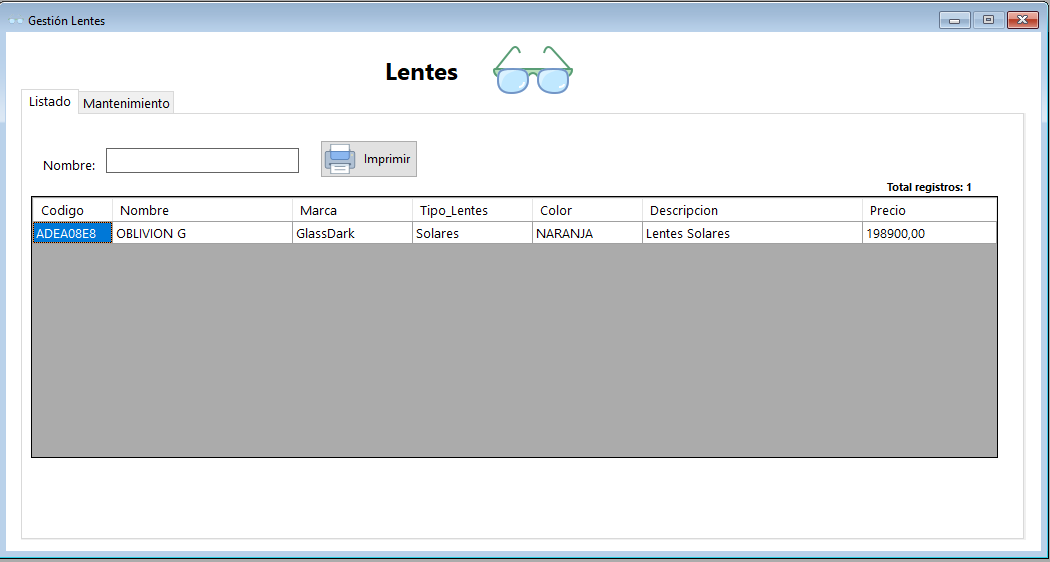 Gestión Lentes
Lentes
Listado Mantenimiento
Nombre: Imprimir
Total registros: 1
Codigo Nombre Marca Tipo_Lentes Color Descripcion Precio
ADEA08E8 OBLIVION G GlassDark Solares NARANJA Lentes Solares 198900,00